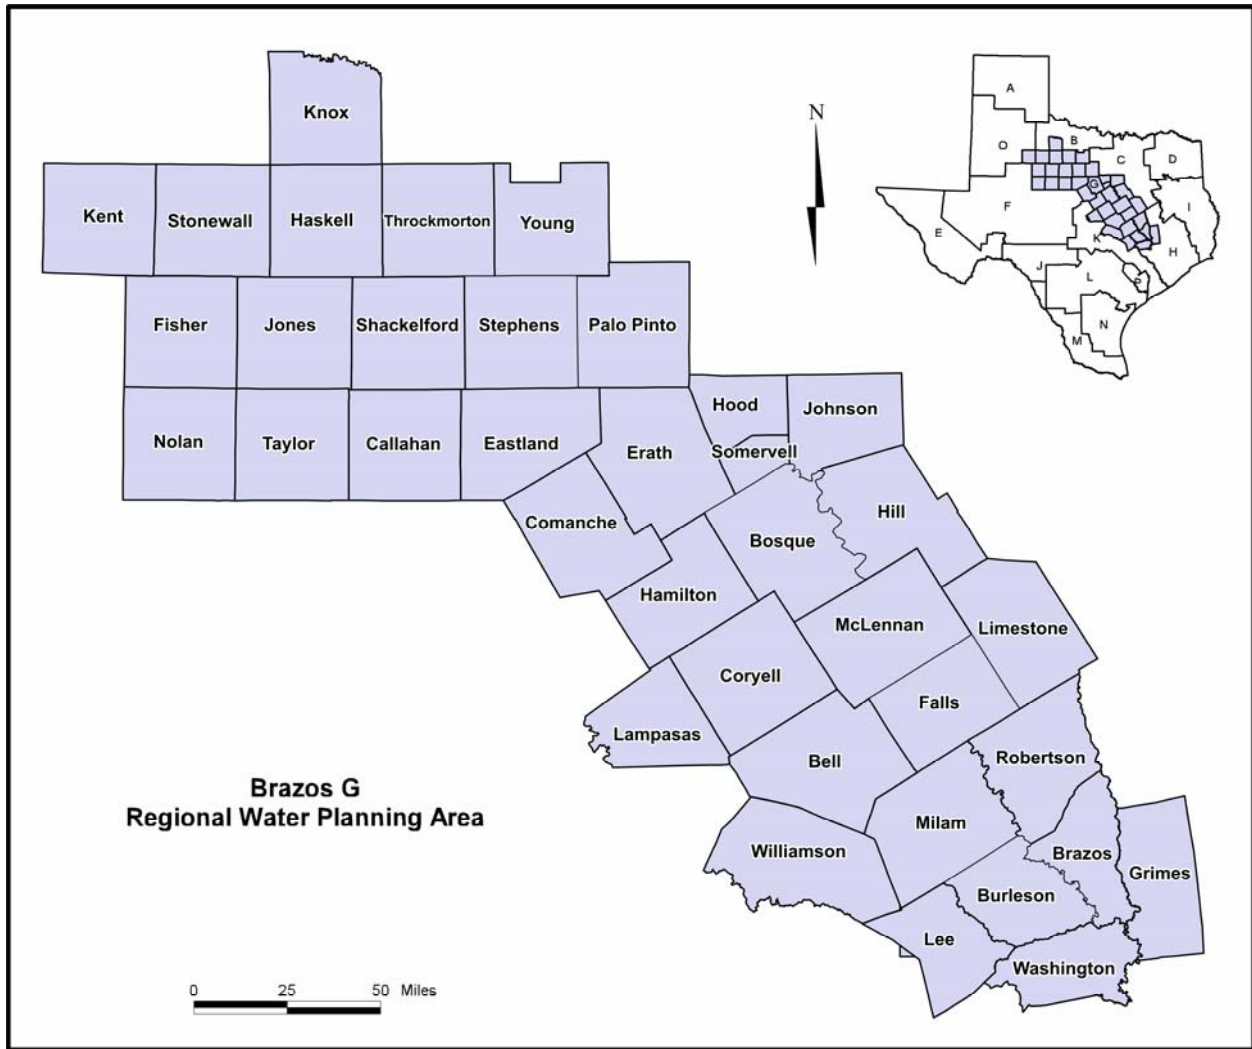 Knox
Kent
Stonewall
Haskell
Throckmorton
Young
Fisher
Jones
Shackelford
Stephens
Palo Pinto
Nolan
Taylor
Callahan
Eastland
Erath
Hood
Johnson
Somervell
Comanche
Bosque
Hill
Hamilton
McLennan
Limestone
Coryell
Falls
Lampasas
Bell
Robertson
Milam
Williamson
Brazos
Grimes
Burleson
Lee
Washington
Brazos G
Regional Water Planning Area
0 25 50 Miles
N
A
O
B
C
D
G
F
I
E
K
H
J
L
P
N
M